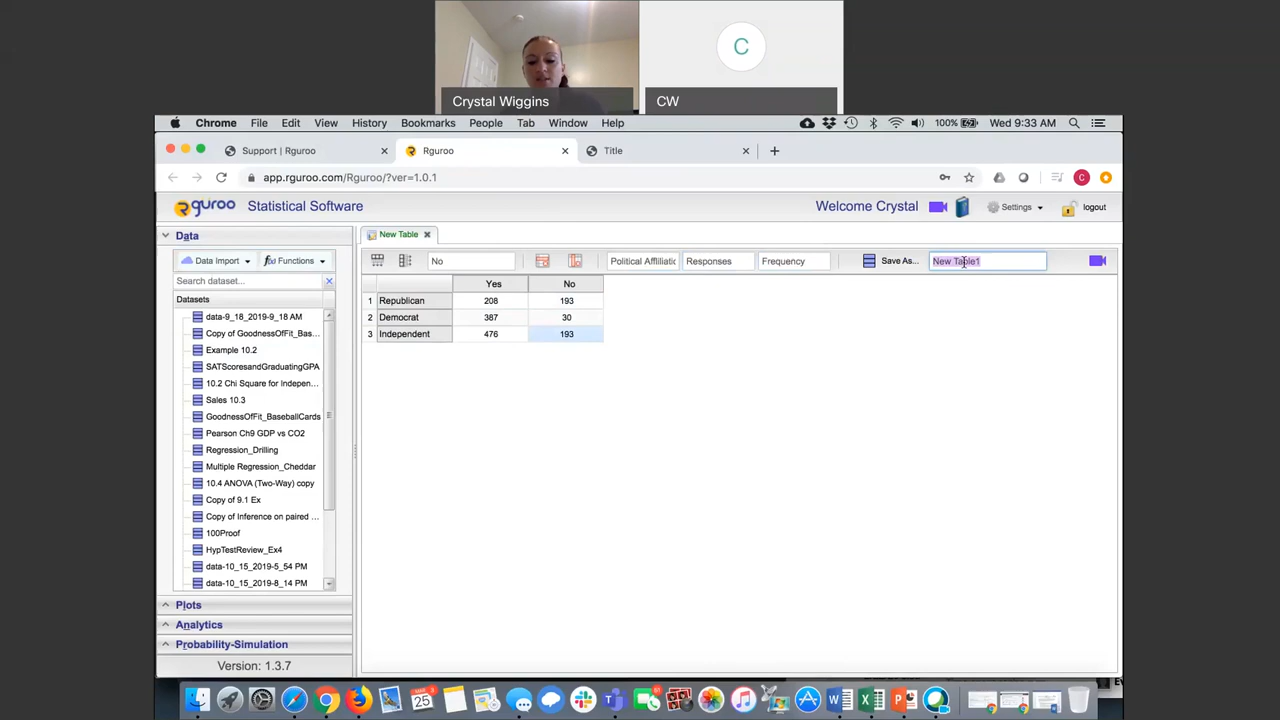 C
Crystal Wiggins
CW
Chrome File Edit View History Bookmarks People Tab Window Help 100% Wed 9:33 AM
Support | Rguroo
Rguroo
Title
app.rguroo.com/Rguroo/?ver=1.0.1
C
Rguroo Statistical Software
Welcome Crystal
Settings
logout
Data
New Table
Data Import
f(x) Functions
No
Political Affiliatic
Responses
Frequency
Save As...
New Table1
Search dataset...
Datasets
data-9_18_2019-9_18 AM
Copy of GoodnessOfFit_Bas...
Example 10.2
SATScoresandGraduatingGPA
10.2 Chi Square for Indepen...
Sales 10.3
GoodnessOfFit_BaseballCards
Pearson Ch9 GDP vs CO2
Regression_Drilling
Multiple Regression_Cheddar
10.4 ANOVA (Two-Way) copy
Copy of 9.1 Ex
Copy of Inference on paired ...
100Proof
HypTestReview_Ex4
data-10_15_2019-5_54 PM
data-10_15_2019-8_14 PM
Yes No
1 Republican 208 193
2 Democrat 387 30
3 Independent 476 193
Plots
Analytics
Probability-Simulation
Version: 1.3.7
25